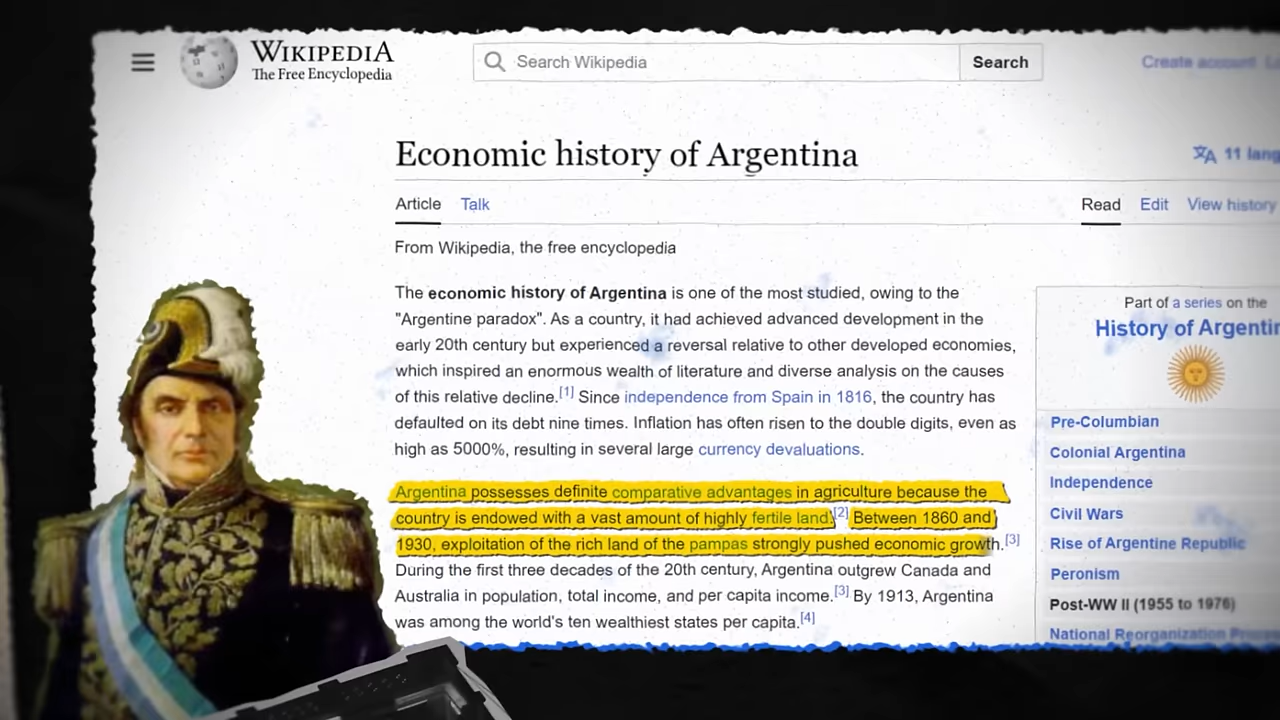 WIKIPEDIA
The Free Encyclopedia
Search Wikipedia
Search
Create account
Economic history of Argentina
11
Article
Talk
Read
Edit
View history
From Wikipedia, the free encyclopedia
The economic history of Argentina is one of the most studied, owing to the
"Argentine paradox". As a country, it had achieved advanced development in the
early 20th century but experienced a reversal relative to other developed economies,
which inspired an enormous wealth of literature and diverse analysis on the causes
of this relative decline.[1] Since independence from Spain in 1816, the country has
defaulted on its debt nine times. Inflation has often risen to the double digits, even as
high as 5000%, resulting in several large currency devaluations.
Argentina possesses definite comparative advantages in agriculture because the
country is endowed with a vast amount of highly fertile land.[2] Between 1860 and
1930, exploitation of the rich land of the pampas strongly pushed economic growth.[3]
During the first three decades of the 20th century, Argentina outgrew Canada and
Australia in population, total income, and per capita income.[3] By 1913, Argentina
was among the world's ten wealthiest states per capita.[4]
Part of a series on the
History of
Pre-Columbian
Colonial Argentina
Independence
Civil Wars
Rise of Argentine Republic
Peronism
Post-WW II (1955 to 1976)
National Reorganization